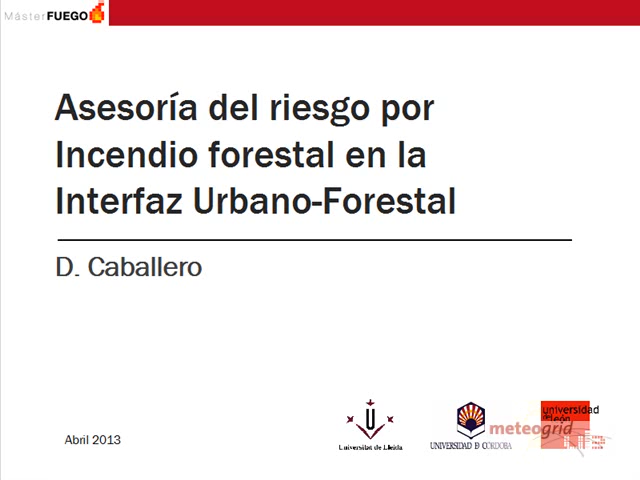 MásterFUEGO
Asesoría del riesgo por
Incendio forestal en la
Interfaz Urbano-Forestal
D. Caballero
Abril 2013
Universitat de Lleida
UNIVERSIDAD DE CORDOBA
meteogrid
universidad
de león